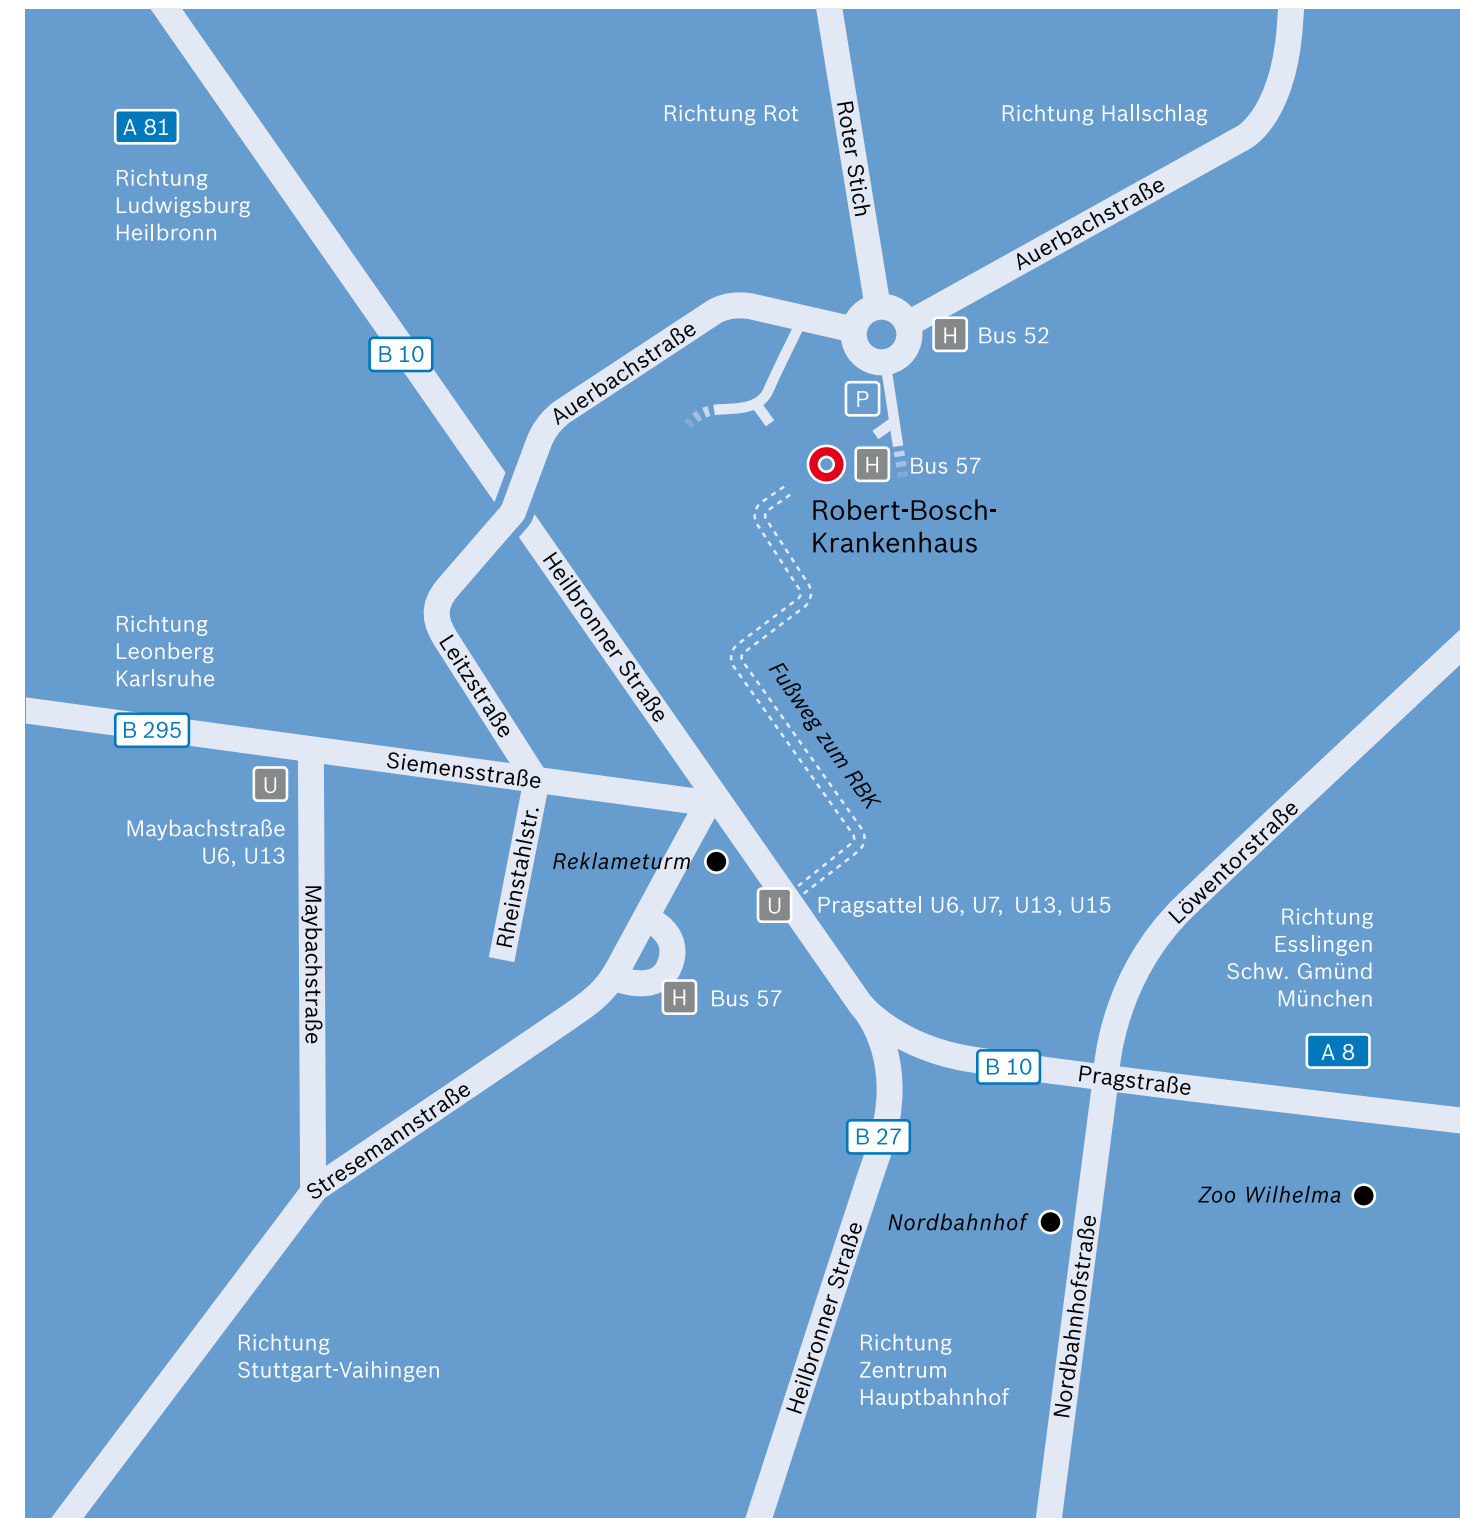 Richtung Rot
Roter Stich
Richtung Hallschlag
A 81
Richtung
Ludwigsburg
Heilbronn
Auerbachstraße
B 10
Auerbachstraße
H
Bus 52
P
H
Bus 57
Robert-Bosch-
Krankenhaus
Heilbronner Straße
Richtung
Leonberg
Karlsruhe
Leitzstraße
Fußweg zum RBK
B 295
Siemensstraße
U
Maybachstraße
U6, U13
Rheinstahlstr.
Reklameturm
Löwentorstraße
U
Pragsattel U6, U7, U13, U15
Maybachstraße
Richtung
Esslingen
Schw. Gmünd
München
A 8
H
Bus 57
B 10
Pragstraße
Stresemannstraße
B 27
Zoo Wilhelma
Nordbahnhof
Heilbronner Straße
Nordbahnhofstraße
Richtung
Stuttgart-Vaihingen
Richtung
Zentrum
Hauptbahnhof